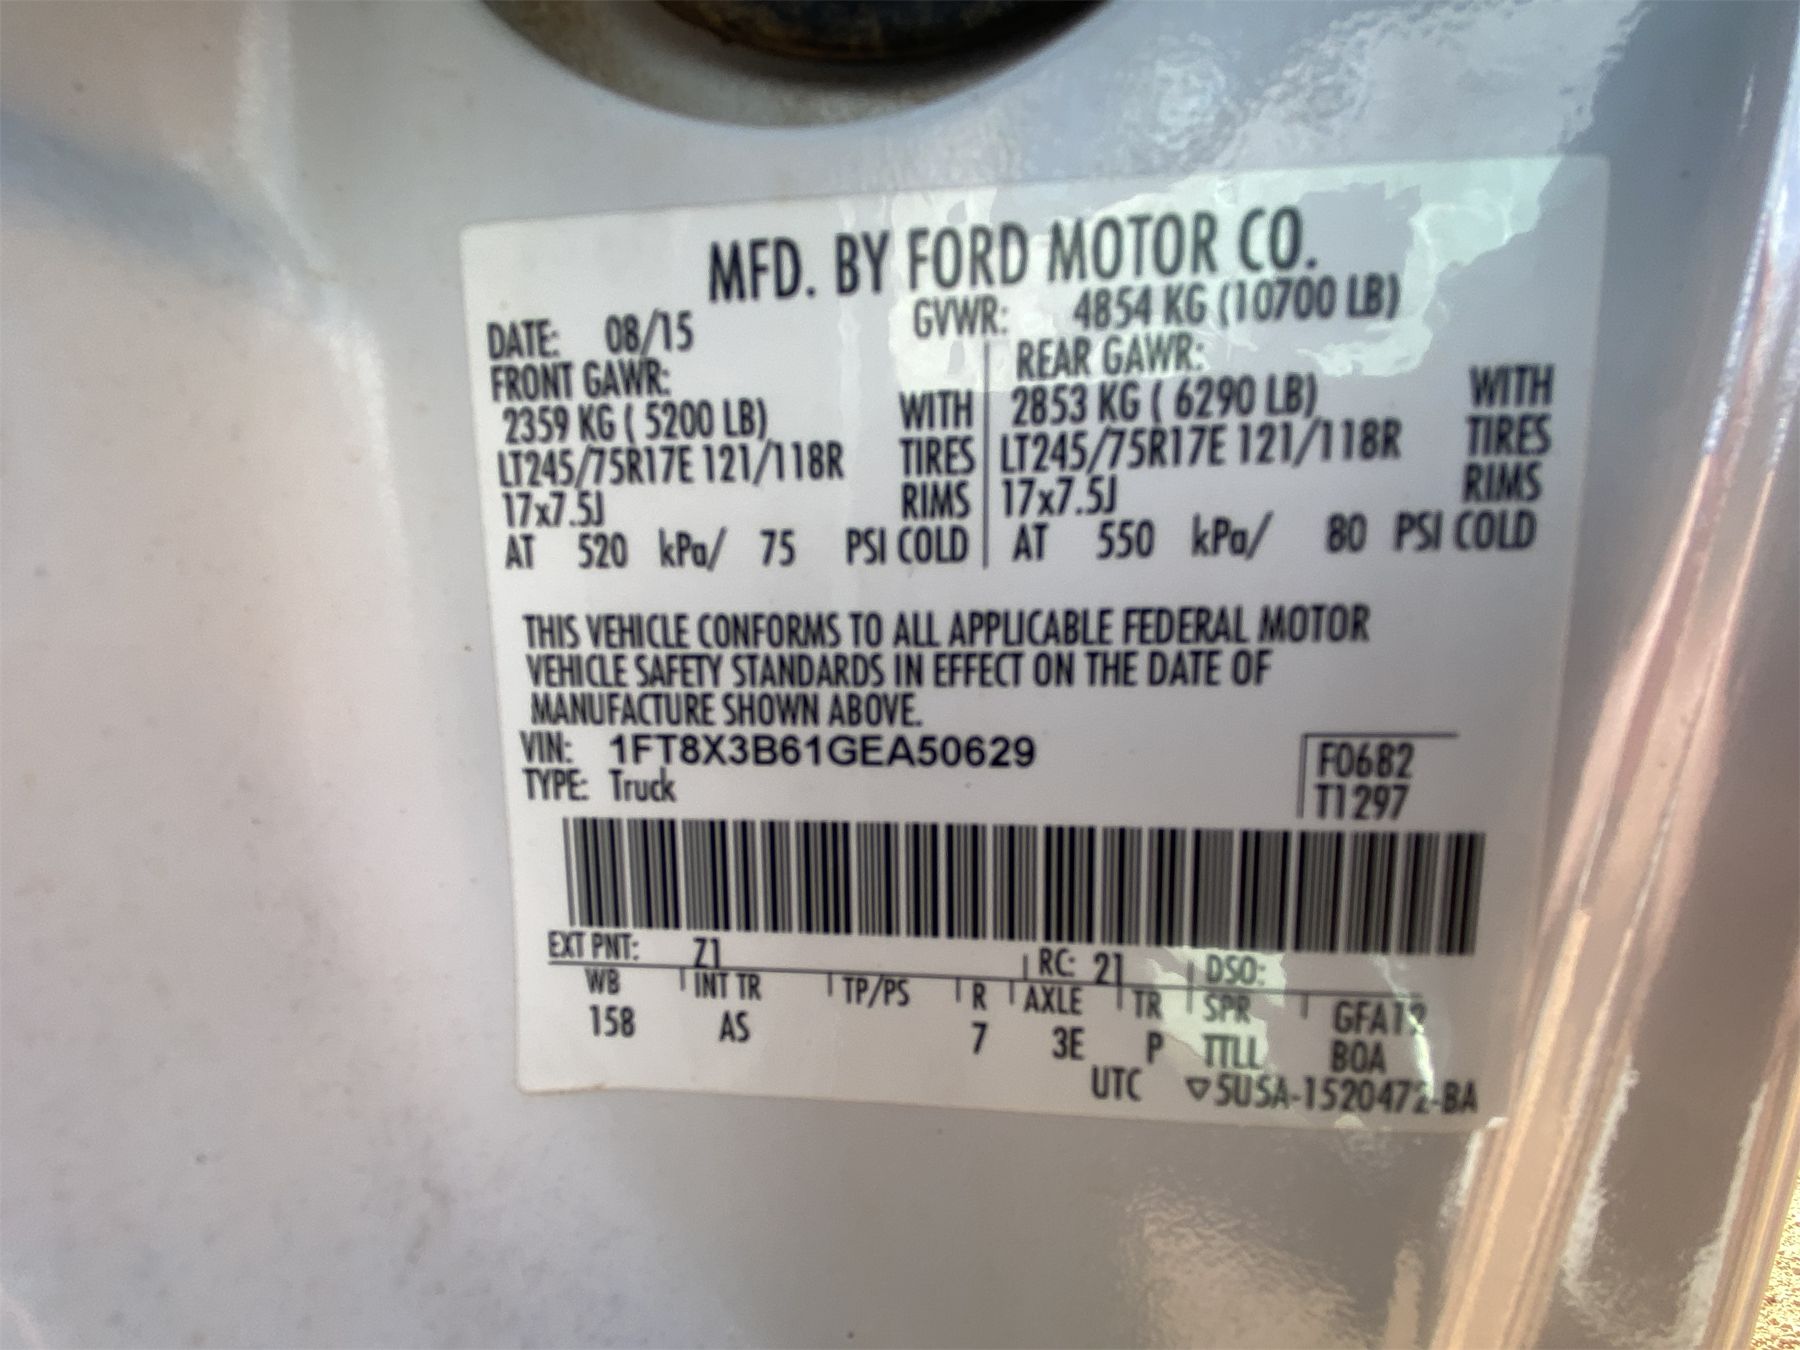 MFD. BY FORD MOTOR CO.
DATE: 08/15
GVWR: 4854 KG (10700 LB)
FRONT GAWR:
2359 KG ( 5200 LB) WITH
LT245/75R17E 121/118R TIRES
17x7.5J RIMS
AT 520 kPa/ 75 PSI COLD
REAR GAWR:
2853 KG ( 6290 LB) WITH
LT245/75R17E 121/118R TIRES
17x7.5J RIMS
AT 550 kPa/ 80 PSI COLD
THIS VEHICLE CONFORMS TO ALL APPLICABLE FEDERAL MOTOR
VEHICLE SAFETY STANDARDS IN EFFECT ON THE DATE OF
MANUFACTURE SHOWN ABOVE.
VIN: 1FT8X3B61GEA50629
TYPE: Truck
F0682
T1297
EXT PNT: Z1 RC: 21 DSO:
WB INT TR TP/PS R AXLE TR SPR GFA12
158 AS 7 3E P TTLL BOA
UTC ▽5U5A-1520472-BA